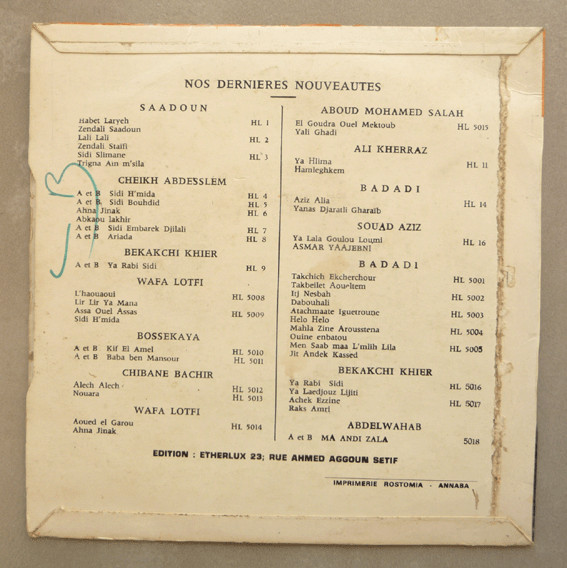 NOS DERNIERES NOUVEAUTES
SAADOUN
Habet Laryeh HL 1
Zendali Saadoun
Lali Lali HL 2
Zendali Staifi
Sidi Slimane HL 3
Trigna Ain m'sila
CHEIKH ABDESSLEM
A et B Sidi H'mida HL 4
A et B Sidi Bouhdid HL 5
Ahna Jinak HL 6
Abkaou lakhir
A et B Sidi Embarek Djilali HL 7
A et B Ariada HL 8
BEKAKCHI KHIER
A et B Ya Rabi Sidi HL 9
WAFA LOTFI
L'haouaoui HL 5008
Lir Lir Ya Mana
Assa Ouel Assas HL 5009
Sidi H'mida
BOSSEKAYA
A et B Kif El Amel HL 5010
A et B Baba ben Mansour HL 5011
CHIBANE BACHIR
Alech Alech HL 5012
Nouara HL 5013
WAFA LOTFI
Aoued el Garou HL 5014
Ahna Jinak
ABOUD MOHAMED SALAH
El Goudra Ouel Mektoub HL 5015
Yali Ghadi
ALI KHERRAZ
Ya Hlima HL 11
Hamleghkem
BADADI
Aziz Alia HL 14
Yanas Djaratli Gharaïb
SOUAD AZIZ
Ya Lala Goulou Loumi HL 16
ASMAR YAAJEBNI
BADADI
Takchich Ekcherchour HL 5001
Takbeilet Aoueltem
Itj Nesbah HL 5002
Dabouhali
Atachmaate Iguetroune HL 5003
Helo Helo
Mahla Zine Arousstena HL 5004
Ouine enbatou
Men Saab maa L'mlih Lila HL 5005
Jit Andek Kassed
BEKAKCHI KHIER
Ya Rabi Sidi HL 5016
Ya Laedjouz Lijiti
Achek Ezzine HL 5017
Raks Amri
ABDELWAHAB
A et B MA ANDI ZALA 5018
EDITION : ETHERLUX 23; RUE AHMED AGGOUN SETIF
IMPRIMERIE ROSTOMIA - ANNABA